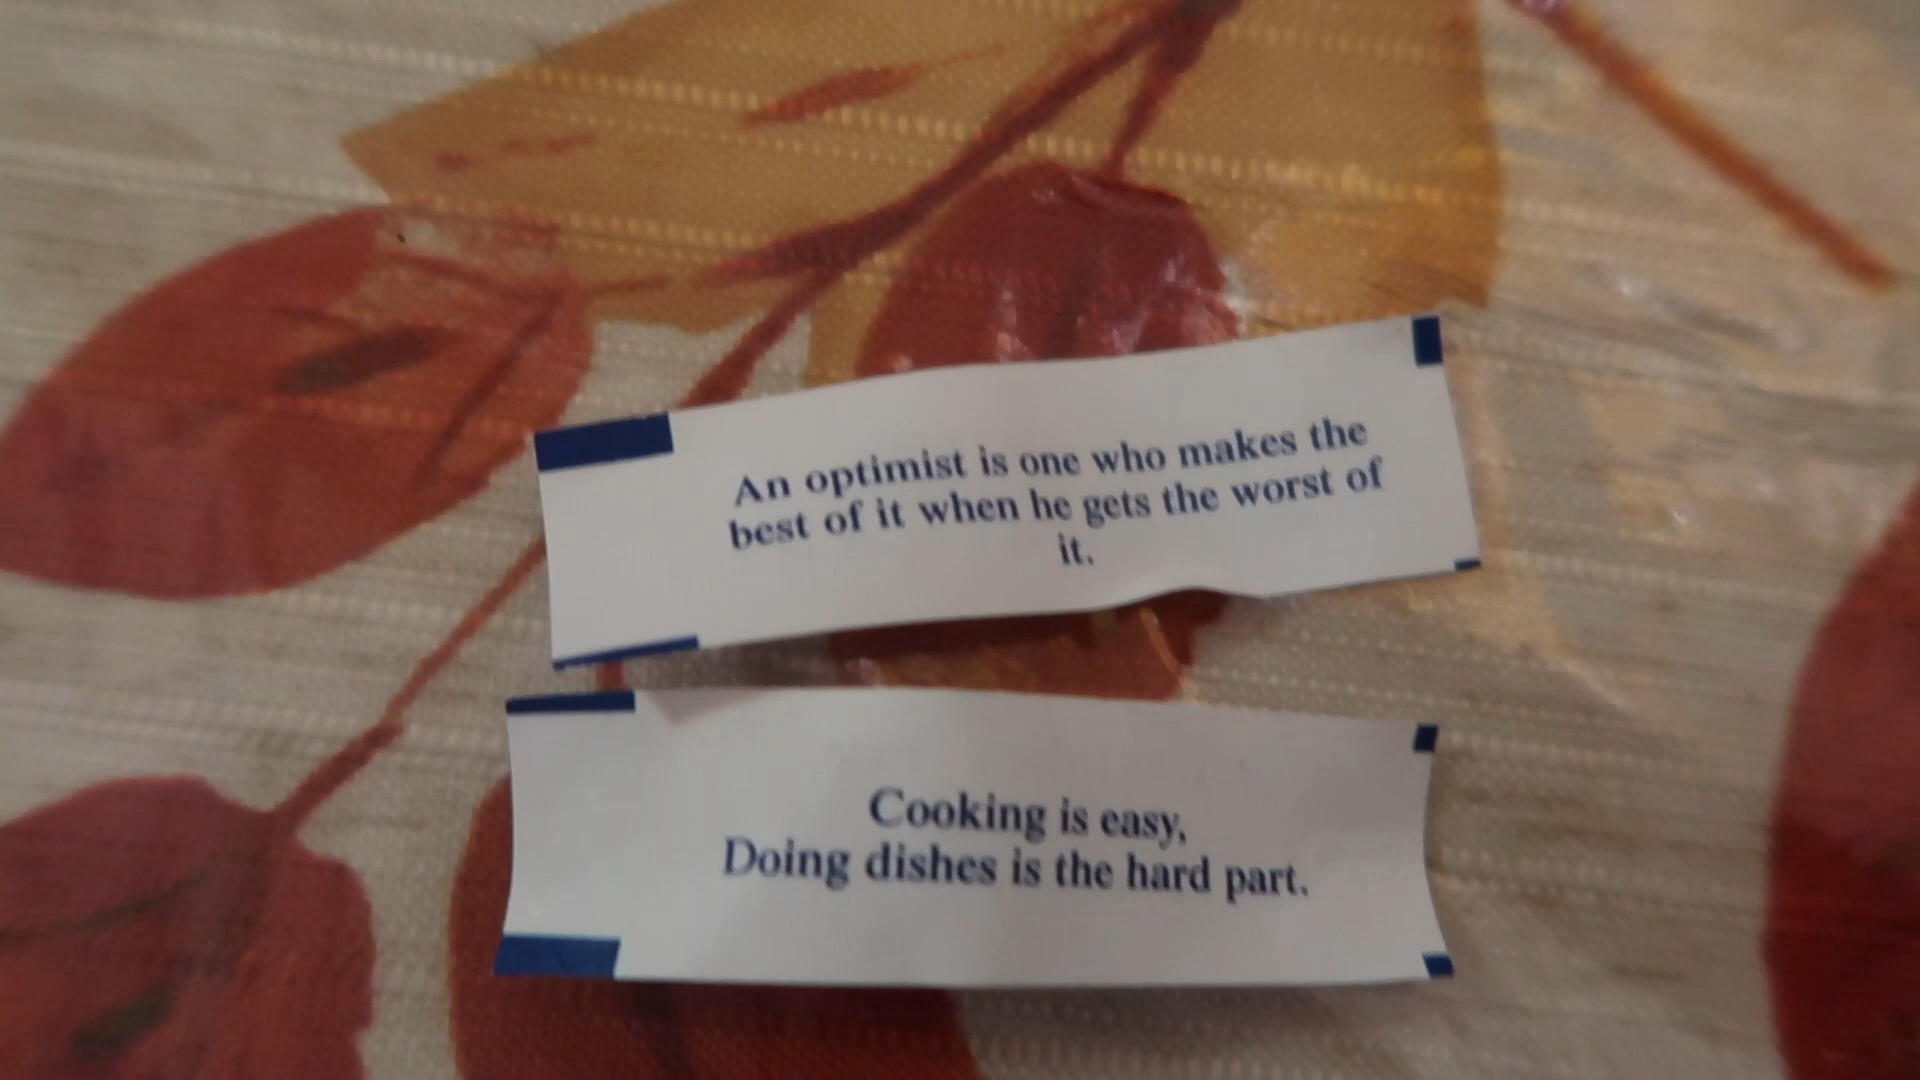 An optimist is one who makes the
best of it when he gets the worst of
it.
Cooking is easy,
Doing dishes is the hard part.